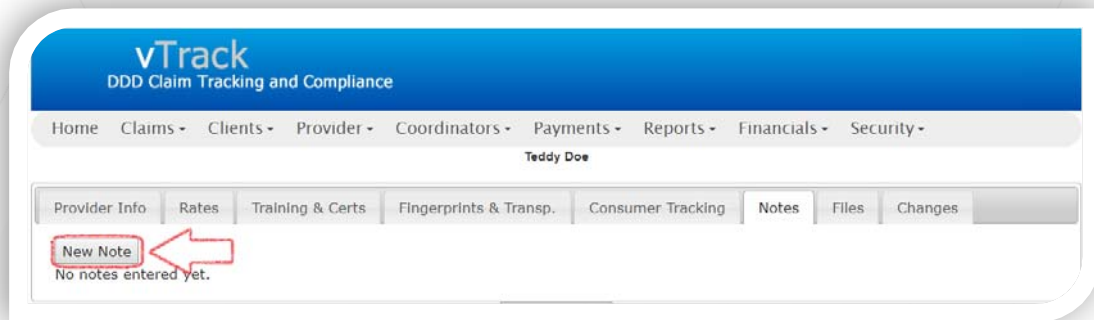 vTrack
DDD Claim Tracking and Compliance
Home Claims Clients Provider Coordinators Payments Reports Financials Security
Teddy Doe
Provider Info Rates Training & Certs Fingerprints & Transp. Consumer Tracking Notes Files Changes
New Note
No notes entered yet.